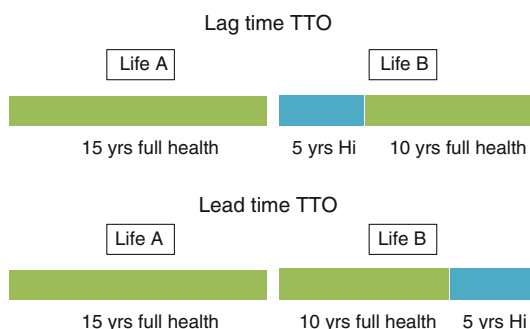 Lag time TTO
Life A Life B
15 yrs full health 5 yrs Hi 10 yrs full health
Lead time TTO
Life A Life B
15 yrs full health 10 yrs full health 5 yrs Hi